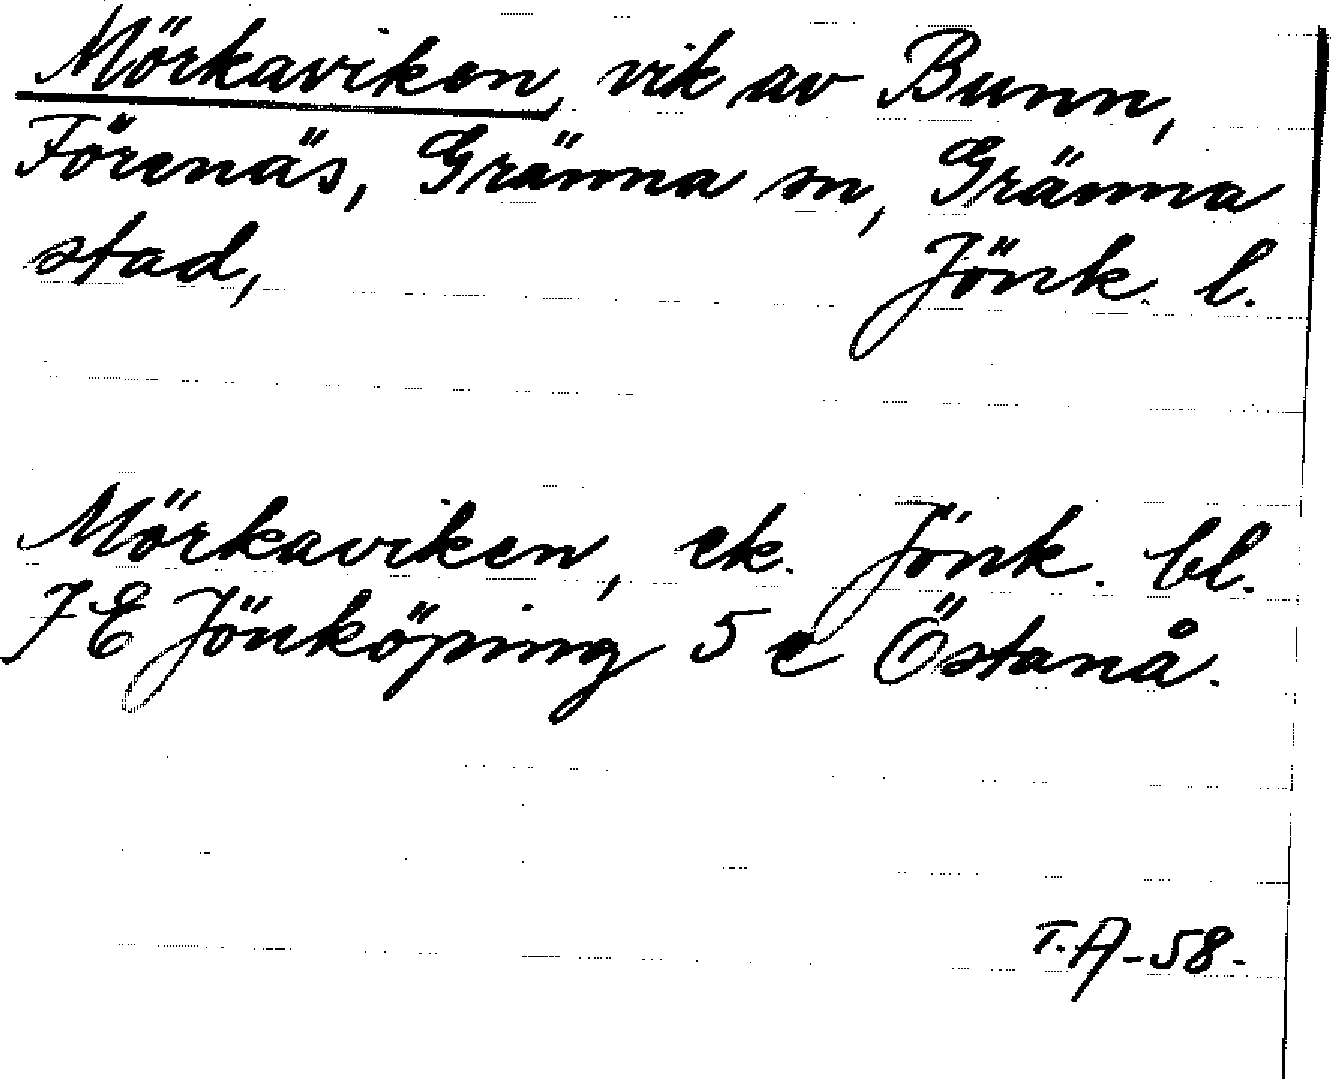 Mörkaviken, vik av Bunn,
Förenäs, Gränna sn, Gränna
stad, Jönk. l.
Mörkaviken, ek. Jönk. bl.
7 E Jönköping 5 e Östanå.
T.A-58-